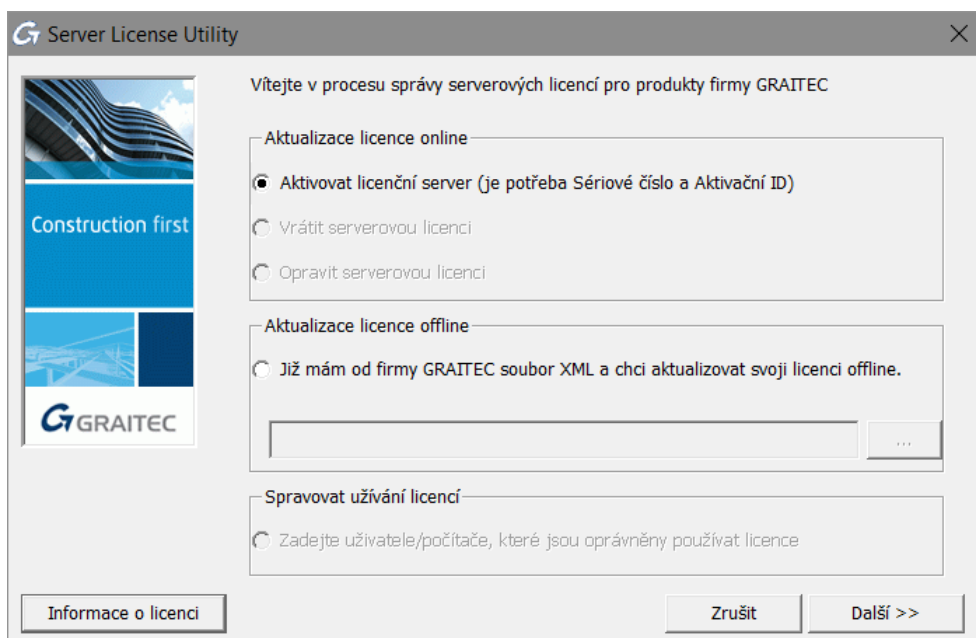 Server License Utility
Vítejte v procesu správy serverových licencí pro produkty firmy GRAITEC
Aktualizace licence online
Aktivovat licenční server (je potřeba Sériové číslo a Aktivační ID)
Construction first
Vrátit serverovou licenci
Opravit serverovou licenci
Aktualizace licence offline
Již mám od firmy GRAITEC soubor XML a chci aktualizovat svoji licenci offline.
GRAITEC
...
Spravovat užívání licencí
Zadejte uživatele/počítače, které jsou oprávněny používat licence
Informace o licenci
Zrušit
Další >>